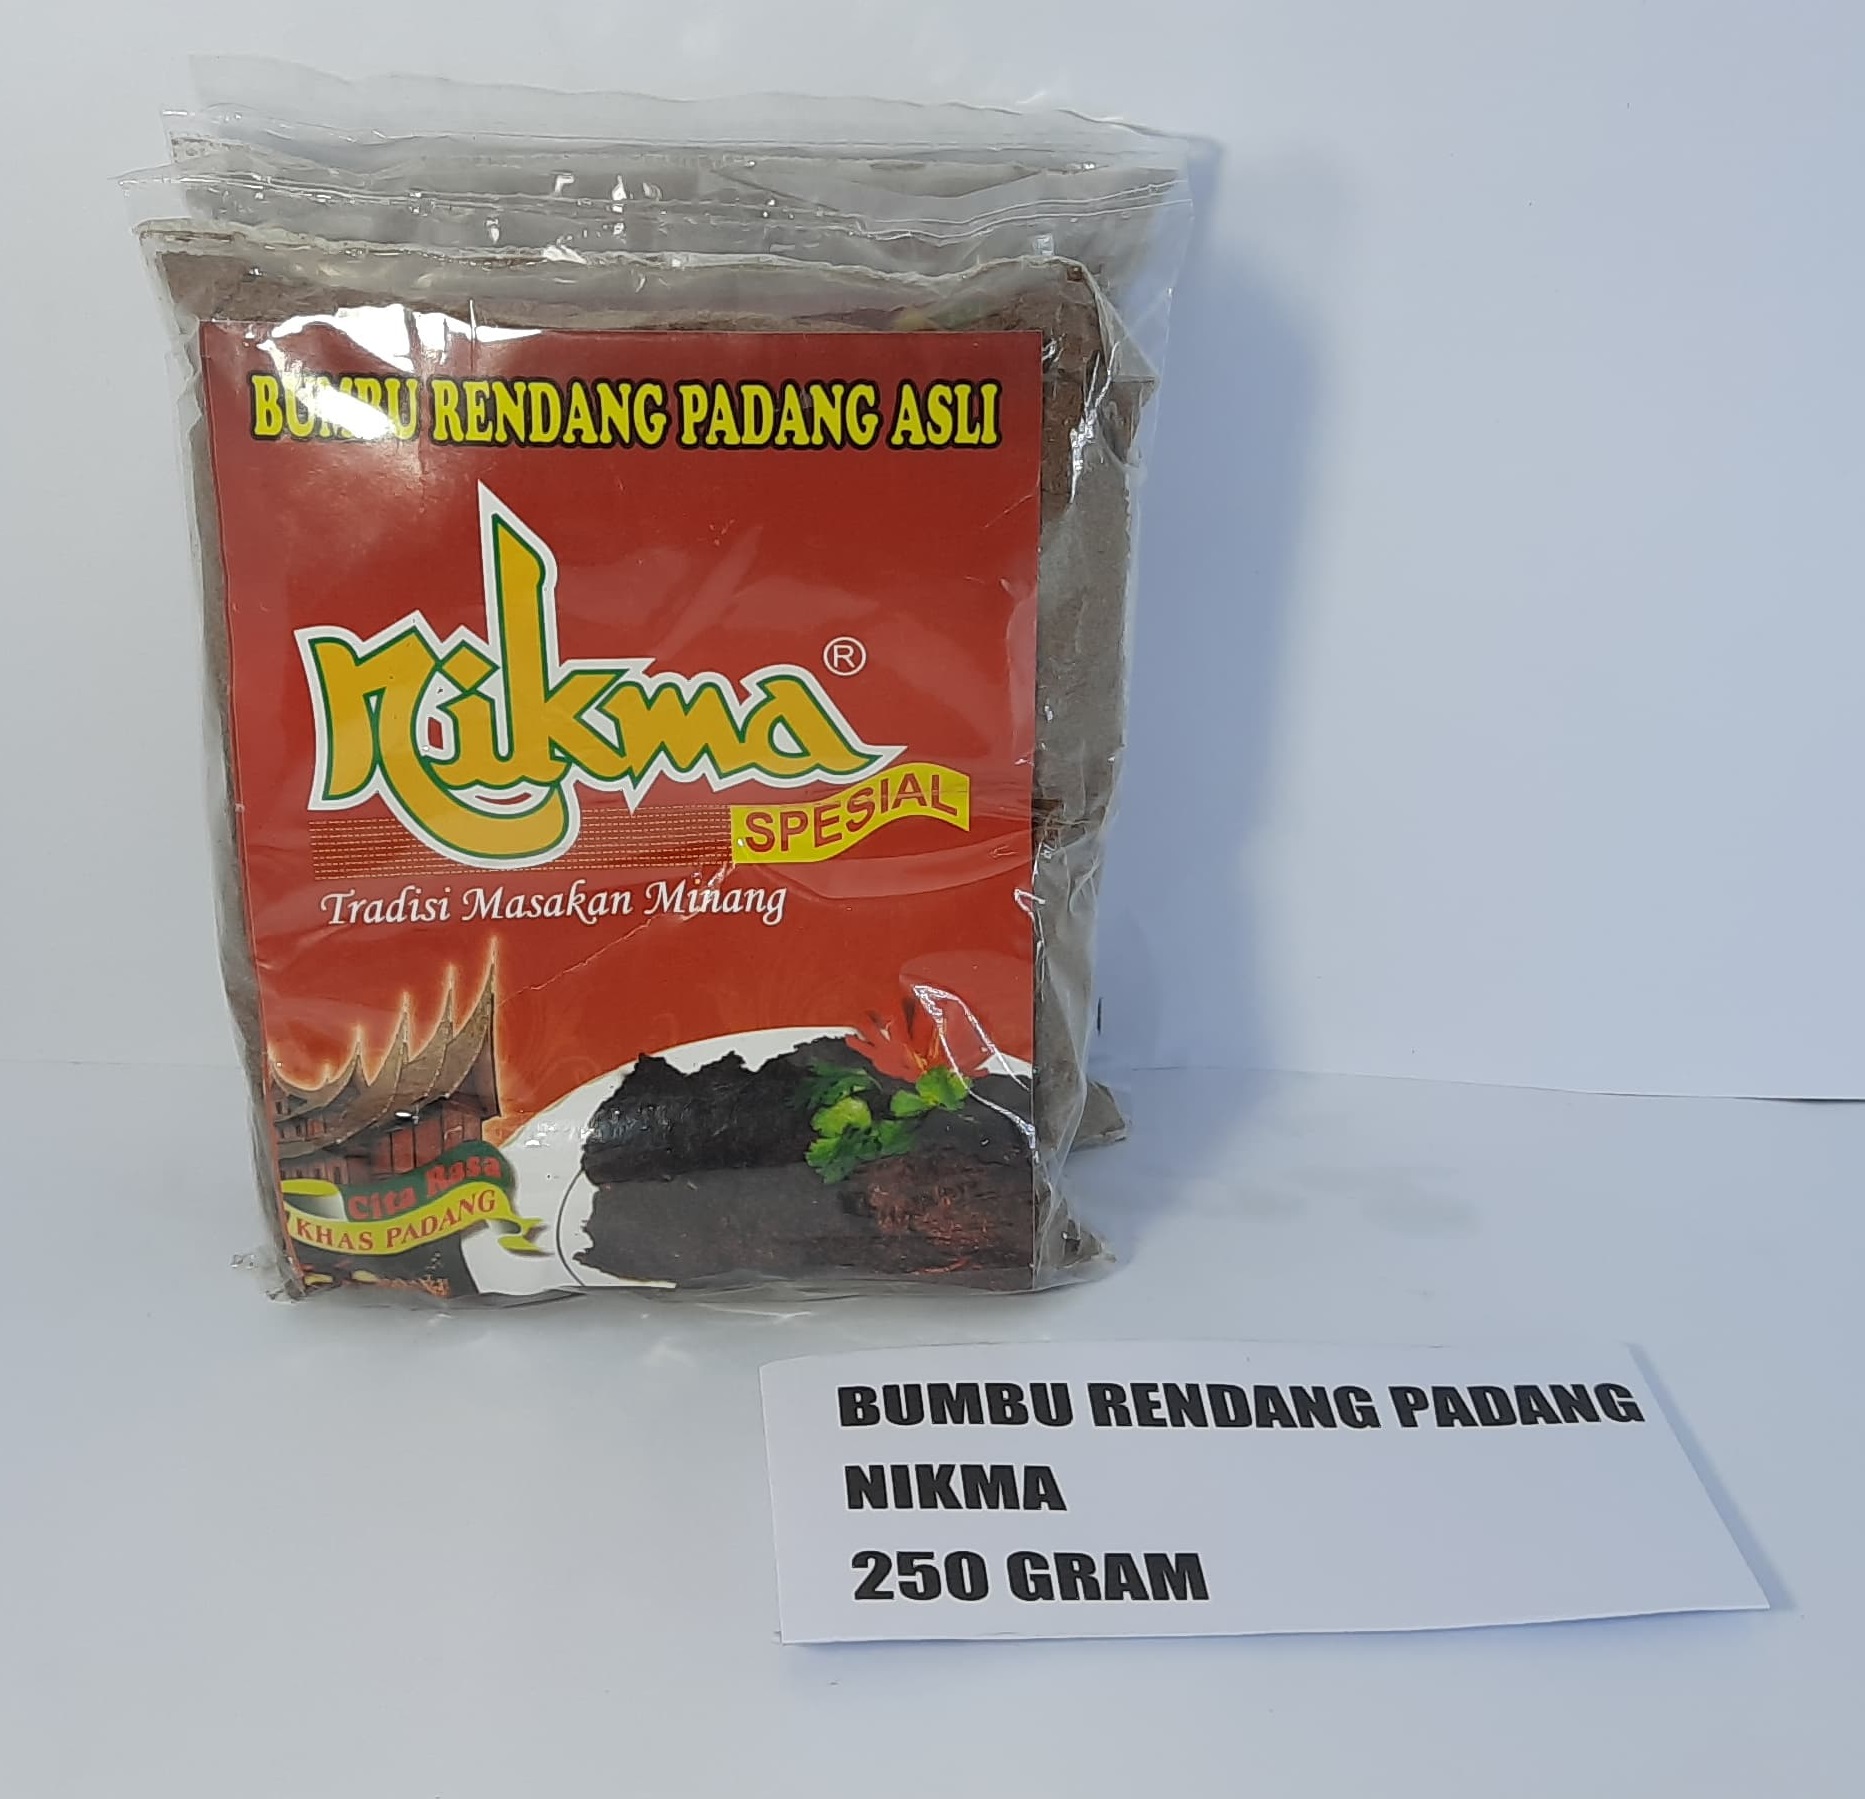 BUMBU RENDANG PADANG ASLI
Nikma ®
SPESIAL
Tradisi Masakan Minang
Cita Rasa
KHAS PADANG
BUMBU RENDANG PADANG
NIKMA
250 GRAM